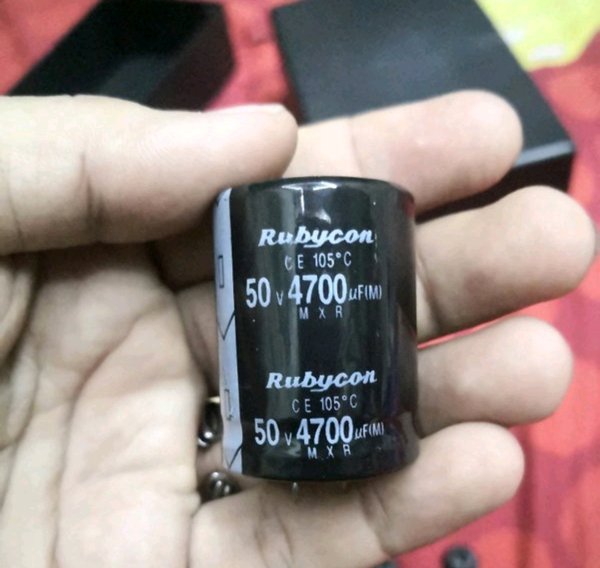 Rubycon
CE 105°C
50 V 4700 µF(M)
M X R
Rubycon
CE 105°C
50 V 4700 µF(M)
M X R